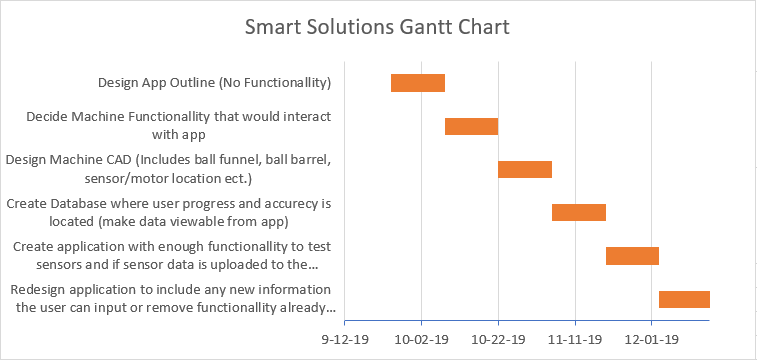 Smart Solutions Gantt Chart
Design App Outline (No Functionallity)
Decide Machine Functionallity that would interact
with app
Design Machine CAD (Includes ball funnel, ball barrel,
sensor/motor location ect.)
Create Database where user progress and accurecy is
located (make data viewable from app)
Create application with enough functionallity to test
sensors and if sensor data is uploaded to the...
Redesign application to include any new information
the user can input or remove functionallity already...
9-12-19 10-02-19 10-22-19 11-11-19 12-01-19